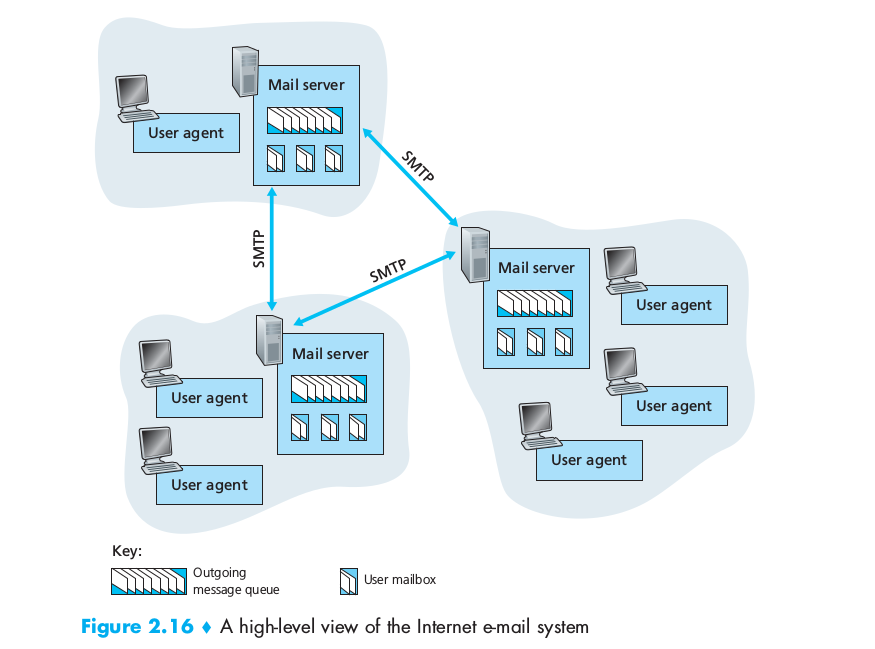 Mail server
User agent
SMTP
SMTP
SMTP
Mail server
User agent
User agent
User agent
Mail server
User agent
User agent
Key:
Outgoing
message queue
User mailbox
Figure 2.16 ♦ A high-level view of the Internet e-mail system